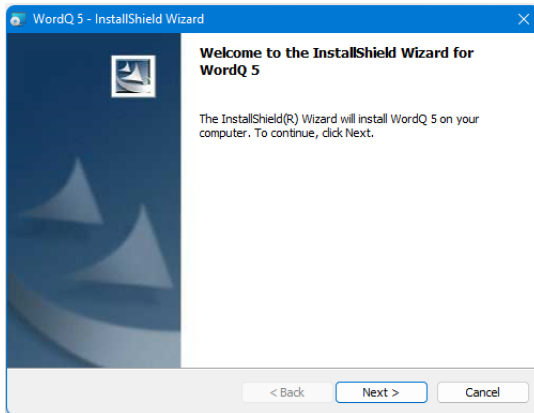 WordQ 5 - InstallShield Wizard
Welcome to the InstallShield Wizard for
WordQ 5
The InstallShield(R) Wizard will install WordQ 5 on your
computer. To continue, click Next.
< Back
Next >
Cancel